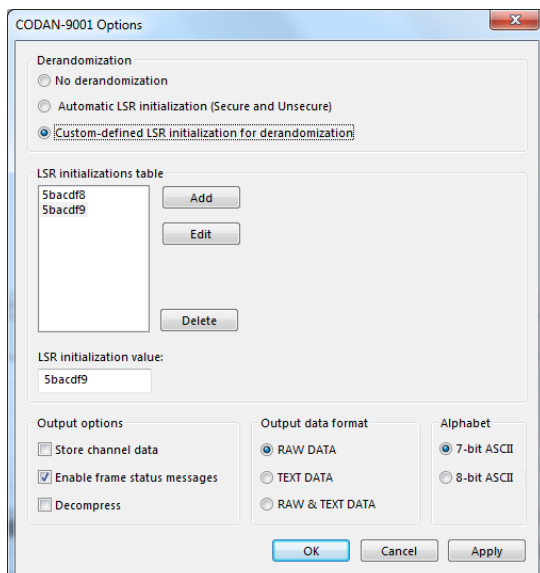 CODAN-9001 Options
Derandomization
No derandomization
Automatic LSR initialization (Secure and Unsecure)
Custom-defined LSR initialization for derandomization
LSR initializations table
5bacdf8
5bacdf9
Add
Edit
Delete
LSR initialization value:
5bacdf9
Output options
Store channel data
Enable frame status messages
Decompress
Output data format
RAW DATA
TEXT DATA
RAW & TEXT DATA
Alphabet
7-bit ASCII
8-bit ASCII
OK
Cancel
Apply